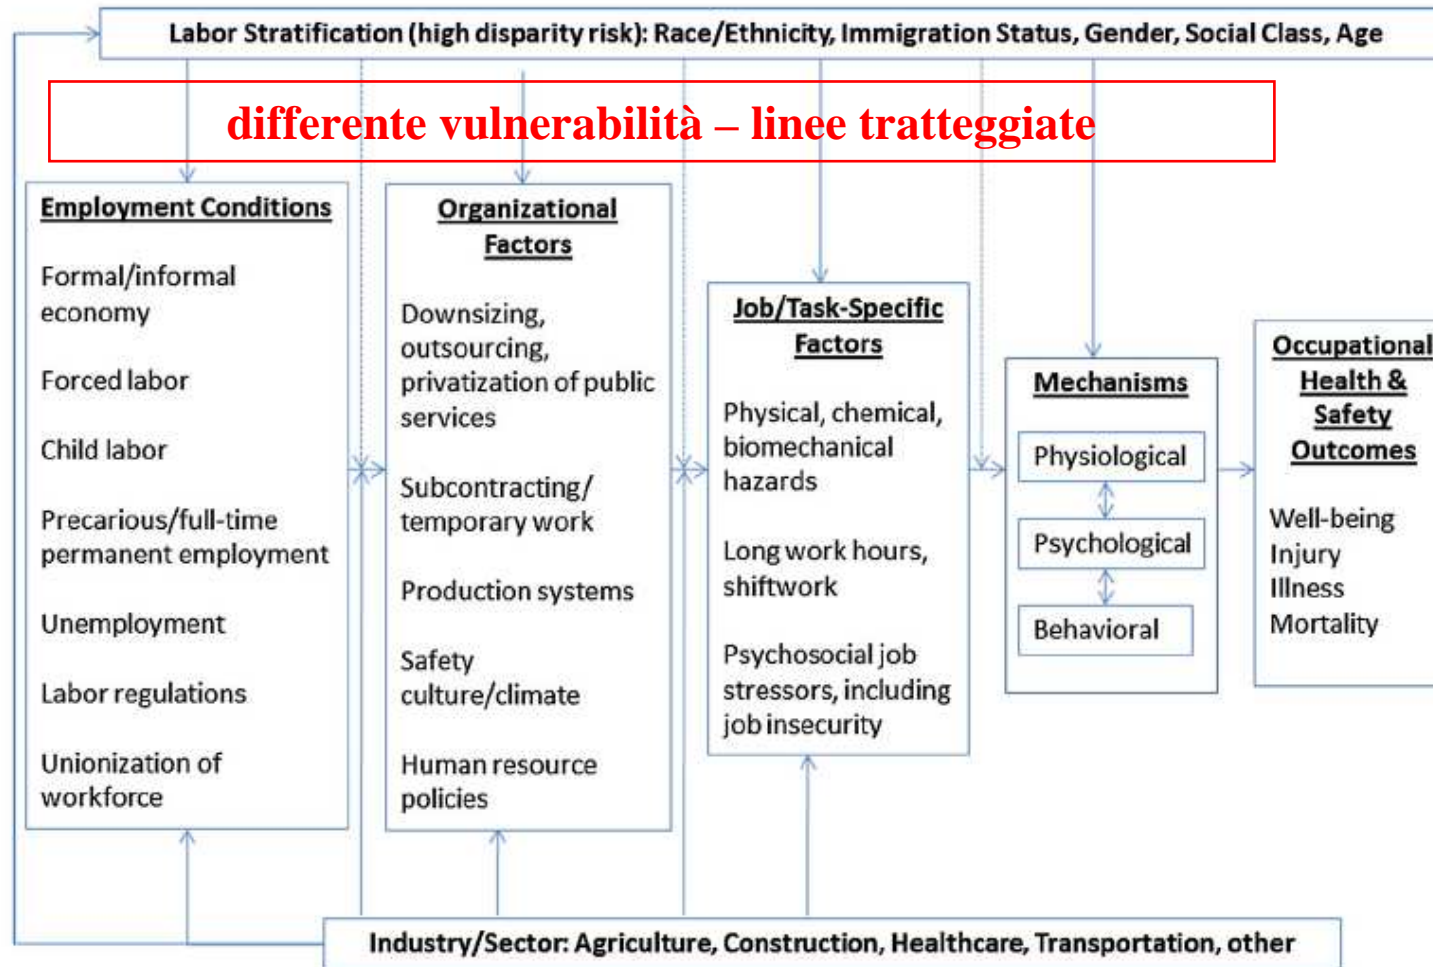 Labor Stratification (high disparity risk): Race/Ethnicity, Immigration Status, Gender, Social Class, Age
differente vulnerabilità – linee tratteggiate
Employment Conditions
Formal/informal
economy
Forced labor
Child labor
Precarious/full-time
permanent employment
Unemployment
Labor regulations
Unionization of
workforce
Organizational
Factors
Downsizing,
outsourcing,
privatization of public
services
Subcontracting/
temporary work
Production systems
Safety
culture/climate
Human resource
policies
Job/Task-Specific
Factors
Physical, chemical,
biomechanical
hazards
Long work hours,
shiftwork
Psychosocial job
stressors, including
job insecurity
Mechanisms
Physiological
Psychological
Behavioral
Occupational
Health &
Safety
Outcomes
Well-being
Injury
Illness
Mortality
Industry/Sector: Agriculture, Construction, Healthcare, Transportation, other